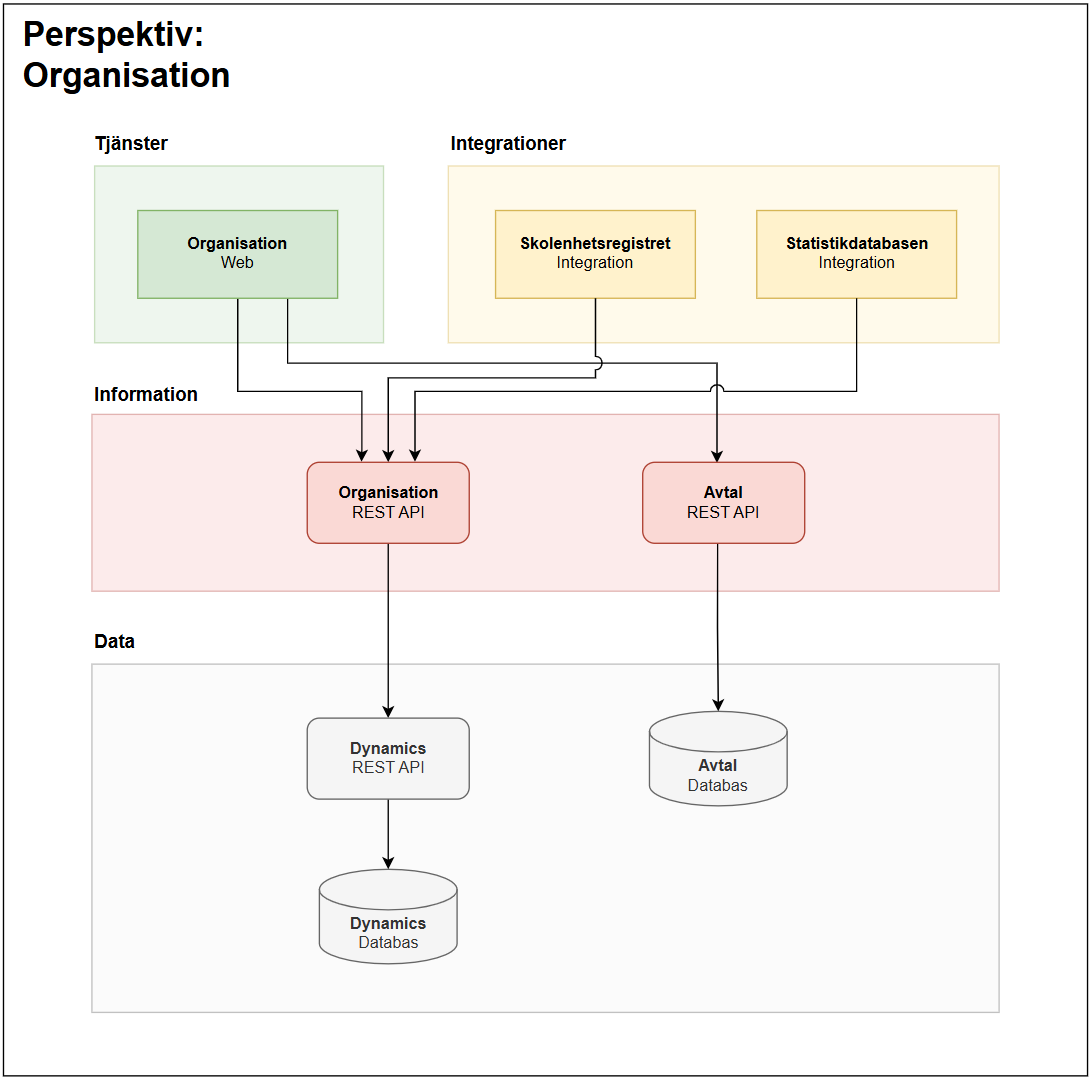 Perspektiv:
Organisation
Tjänster
Integrationer
Organisation
Web
Skolenhetsregistret
Integration
Statistikdatabasen
Integration
Information
Organisation
REST API
Avtal
REST API
Data
Dynamics
REST API
Avtal
Databas
Dynamics
Databas